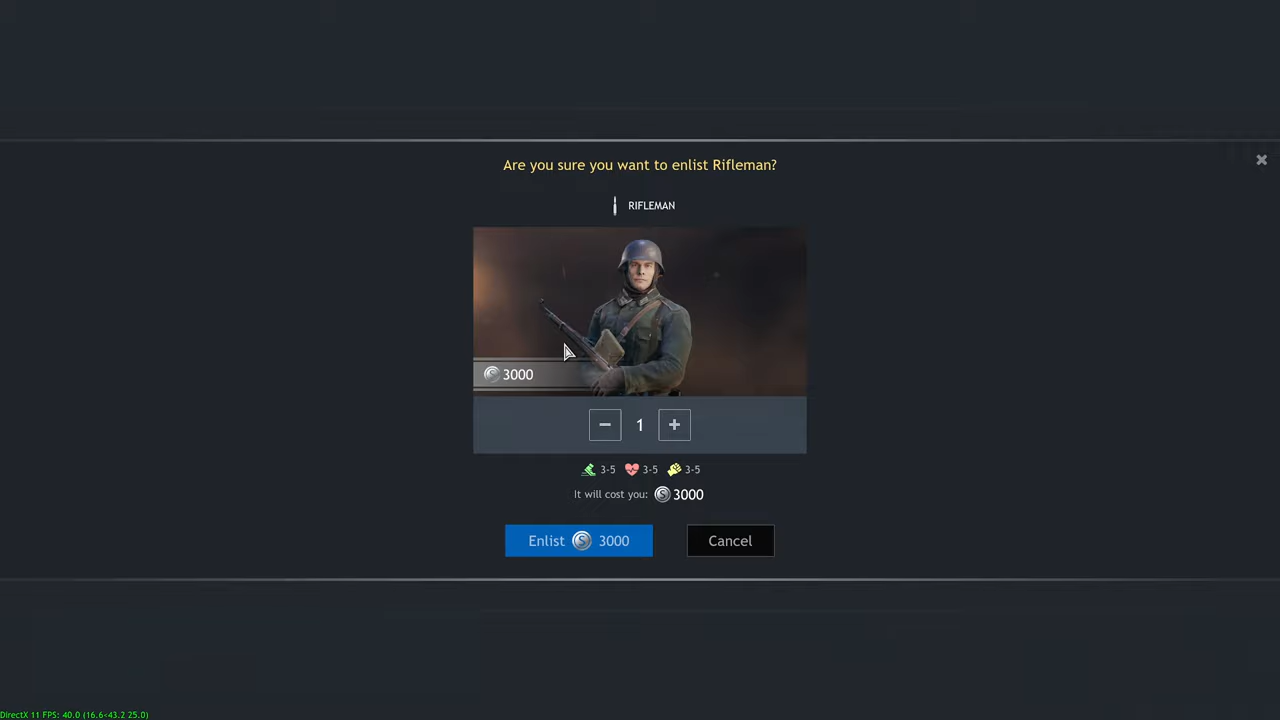 Are you sure you want to enlist Rifleman?
RIFLEMAN
3000
1
3-5 3-5 3-5
It will cost you: 3000
Enlist 3000 Cancel
DirectX 11 FPS: 40.0 (16.6<43.2 25.0)